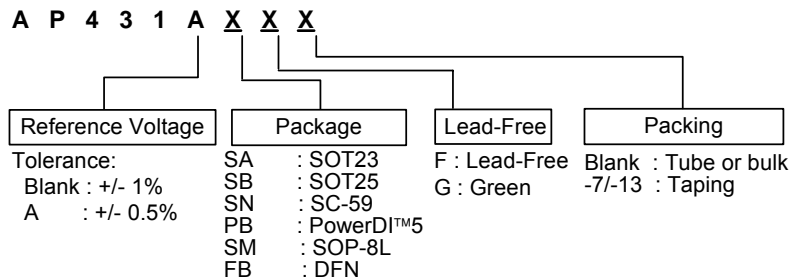 A P 4 3 1 A X X X
Reference Voltage
Tolerance:
Blank : +/- 1%
A : +/- 0.5%
Package
SA : SOT23
SB : SOT25
SN : SC-59
PB : PowerDI™5
SM : SOP-8L
FB : DFN
Lead-Free
F : Lead-Free
G : Green
Packing
Blank : Tube or bulk
-7/-13 : Taping